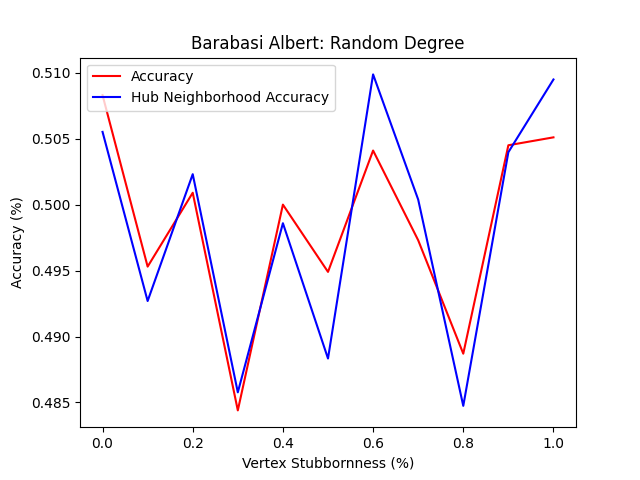 Barabasi Albert: Random Degree
Accuracy
Hub Neighborhood Accuracy
0.510
0.505
0.500
0.495
0.490
0.485
Accuracy (%)
0.0 0.2 0.4 0.6 0.8 1.0
Vertex Stubbornness (%)